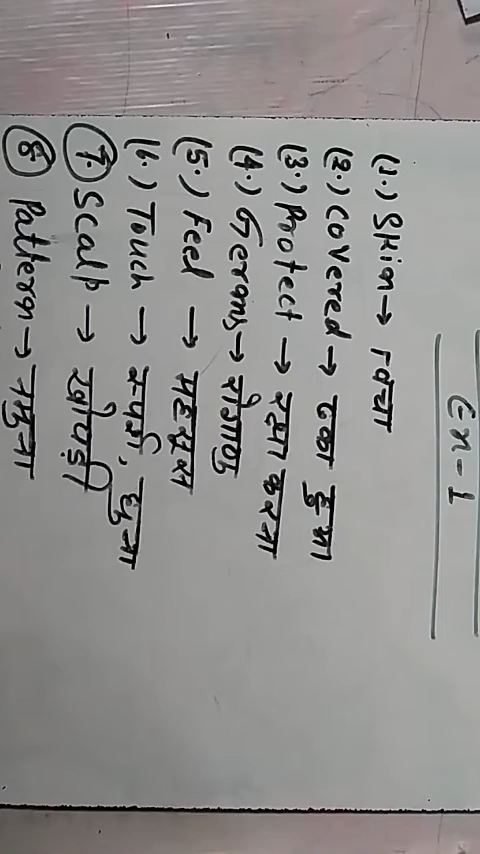 Ex-1
(1.) Skin → त्वचा
(2.) Covered → ढका हुआ
(3.) Protect → रक्षा करना
(4.) Germs → रोगाणु
(5.) Feel → महसूस
(6.) Touch → स्पर्श, छुना
7. Scalp → खोपड़ी
8. Pattern → नमुना